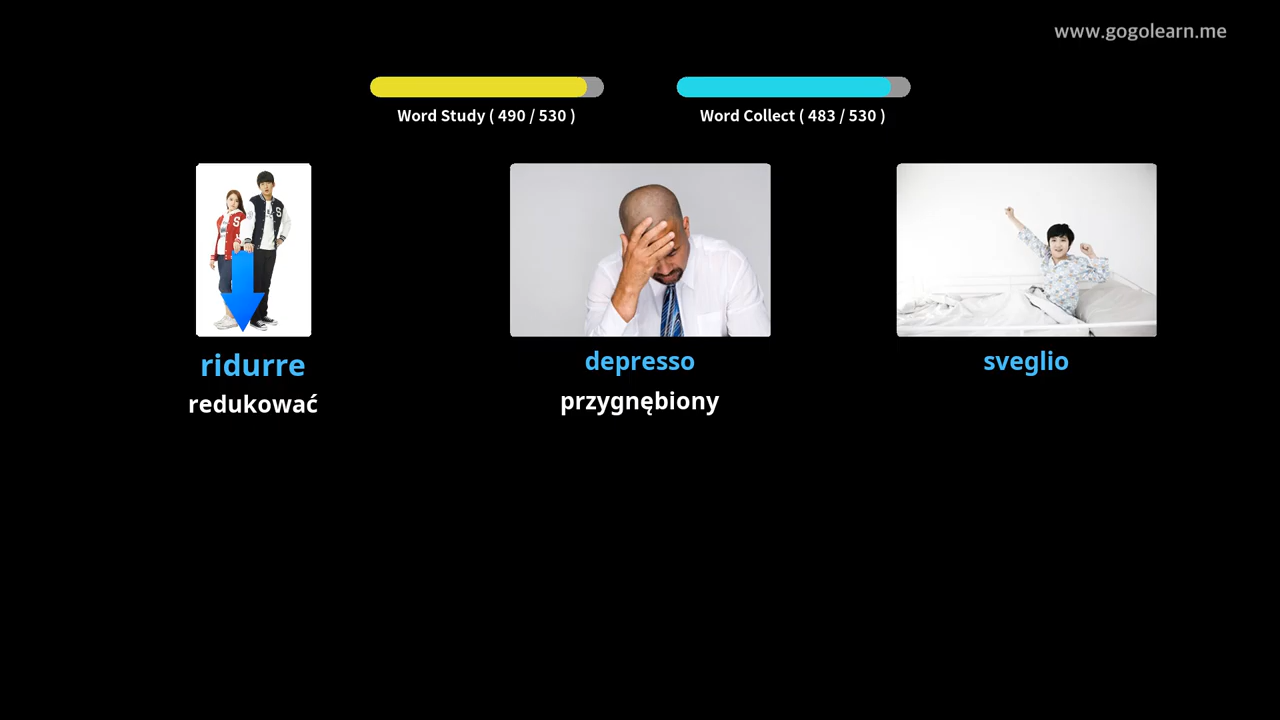 www.gogolearn.me
Word Study ( 490 / 530 )
Word Collect ( 483 / 530 )
S
S
ridurre
depresso
sveglio
redukować
przygnębiony